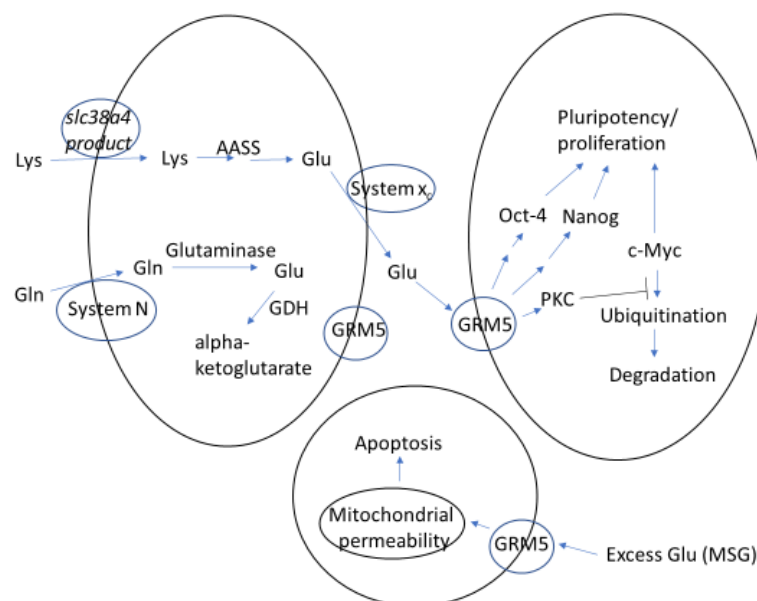 slc38a4
product
Lys
Lys
AASS
Glu
System xc
Gln
System N
Gln
Glutaminase
Glu
GDH
alpha-
ketoglutarate
GRM5
Glu
GRM5
Pluripotency/
proliferation
Oct-4
Nanog
c-Myc
PKC
Ubiquitination
Degradation
Apoptosis
Mitochondrial
permeability
GRM5
Excess Glu (MSG)